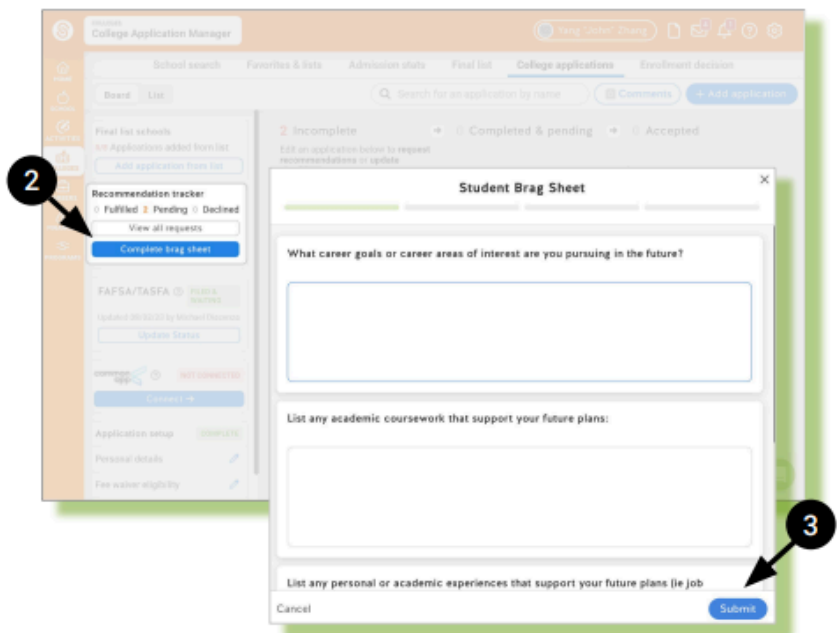 College Application Manager
School search
Favorites & lists
Admission stats
Final list
College applications
Enrollment decision
Board
List
Search for an application by name
Comments
+ Add application
Final list schools
Applications added from list
Add application from list
2 Incomplete
0 Completed & pending
0 Accepted
Edit an application below to request
recommendations or update
2
Recommendation tracker
0 Fulfilled 2 Pending 0 Declined
View all requests
Complete brag sheet
FAFSA/TASFA
Update Status
NOT CONNECTED
Connect →
Application setup
COMPLETE
Personal details
Fee waiver eligibility
Student Brag Sheet
×
What career goals or career areas of interest are you pursuing in the future?
List any academic coursework that support your future plans:
List any personal or academic experiences that support your future plans (ie job
Cancel
Submit
3